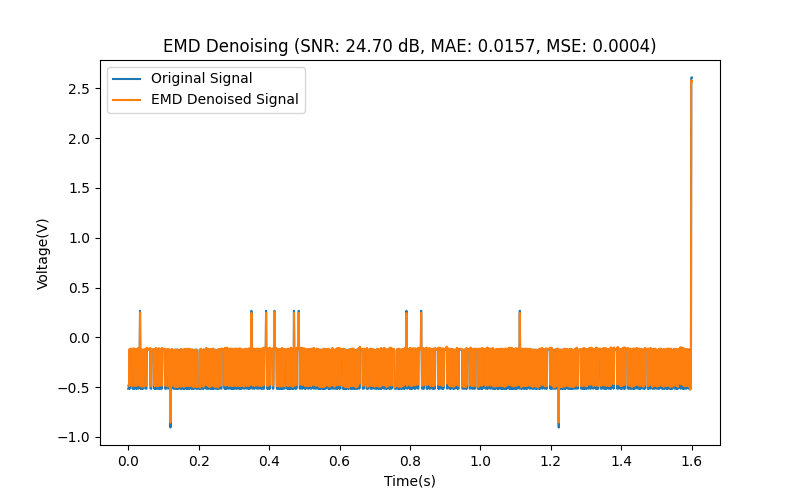 EMD Denoising (SNR: 24.70 dB, MAE: 0.0157, MSE: 0.0004)
Original Signal
EMD Denoised Signal
2.5
2.0
1.5
1.0
0.5
0.0
−0.5
−1.0
Voltage(V)
0.0 0.2 0.4 0.6 0.8 1.0 1.2 1.4 1.6
Time(s)